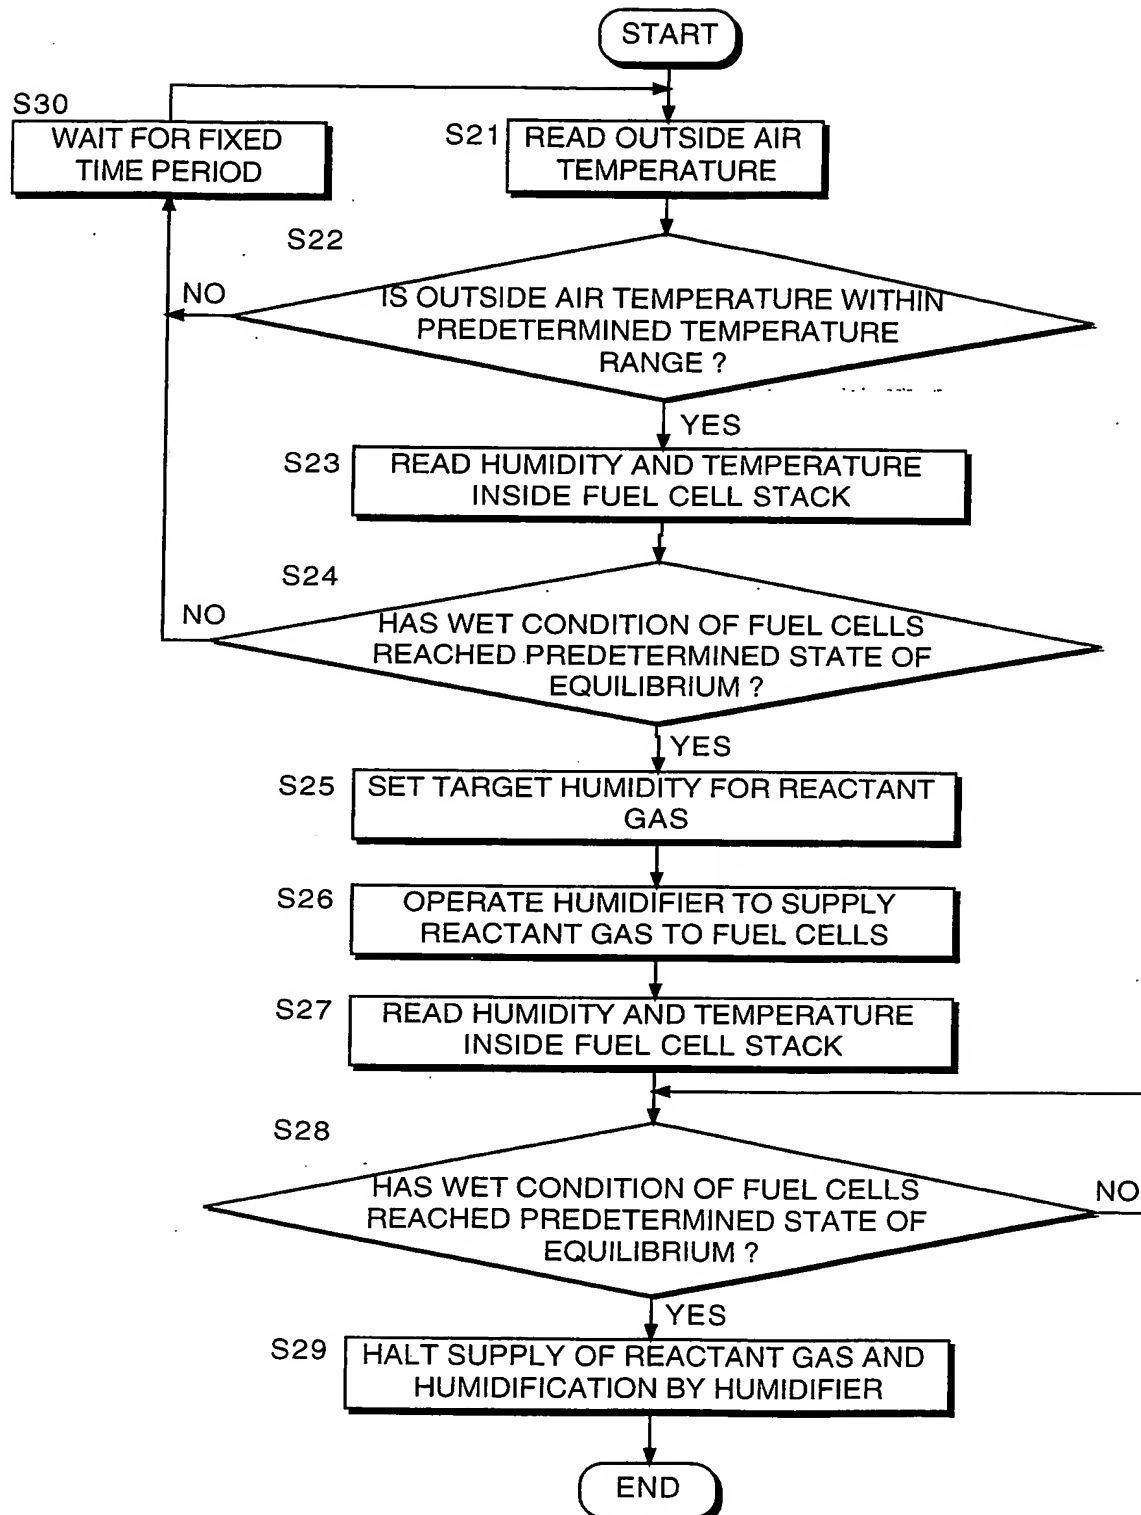 START
S30
WAIT FOR FIXED
TIME PERIOD
S21
READ OUTSIDE AIR
TEMPERATURE
S22
NO
IS OUTSIDE AIR TEMPERATURE WITHIN
PREDETERMINED TEMPERATURE
RANGE ?
YES
S23
READ HUMIDITY AND TEMPERATURE
INSIDE FUEL CELL STACK
S24
NO
HAS WET CONDITION OF FUEL CELLS
REACHED PREDETERMINED STATE OF
EQUILIBRIUM ?
YES
S25
SET TARGET HUMIDITY FOR REACTANT
GAS
S26
OPERATE HUMIDIFIER TO SUPPLY
REACTANT GAS TO FUEL CELLS
S27
READ HUMIDITY AND TEMPERATURE
INSIDE FUEL CELL STACK
S28
HAS WET CONDITION OF FUEL CELLS
REACHED PREDETERMINED STATE OF
EQUILIBRIUM ?
NO
YES
S29
HALT SUPPLY OF REACTANT GAS AND
HUMIDIFICATION BY HUMIDIFIER
END